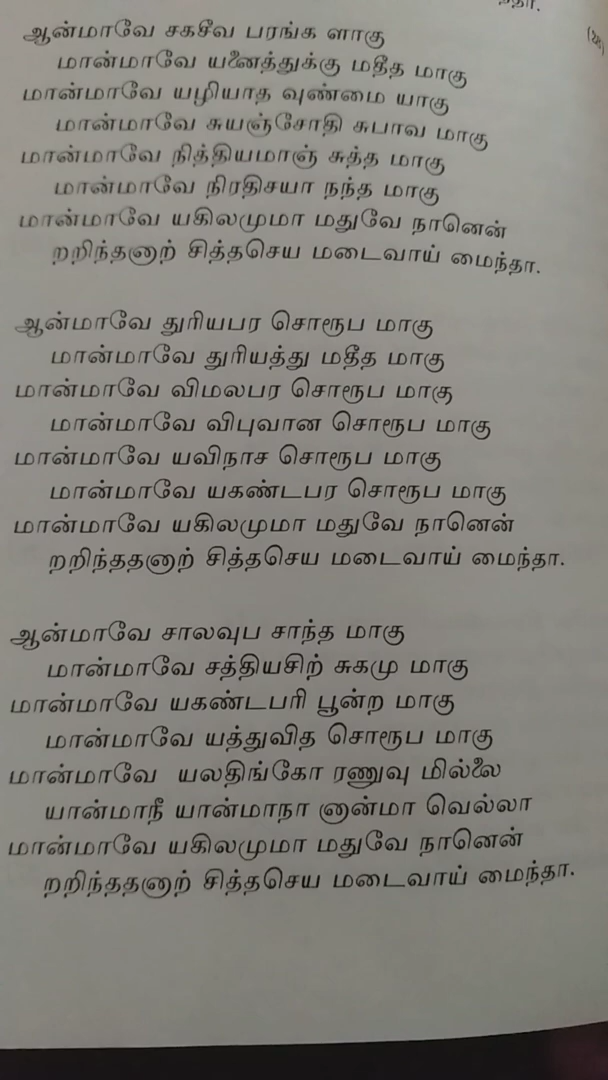 ஆன்மாவே சகசீவ பரங்க ளாகு
மான்மாவே யனைத்துக்கு மதீத மாகு
மான்மாவே யழியாத வுண்மை யாகு
மான்மாவே சுயஞ்சோதி சுபாவ மாகு
மான்மாவே நித்தியமாஞ் சுத்த மாகு
மான்மாவே நிரதிசயா நந்த மாகு
மான்மாவே யகிலமுமா மதுவே நானென்
றறிந்தனாற் சித்தசெய மடைவாய் மைந்தா.
ஆன்மாவே துரியபர சொரூப மாகு
மான்மாவே துரியத்து மதீத மாகு
மான்மாவே விமலபர சொரூப மாகு
மான்மாவே விபுவான சொரூப மாகு
மான்மாவே யவிநாச சொரூப மாகு
மான்மாவே யகண்டபர சொரூப மாகு
மான்மாவே யகிலமுமா மதுவே நானென்
றறிந்ததனாற் சித்தசெய மடைவாய் மைந்தா.
ஆன்மாவே சாலவுப சாந்த மாகு
மான்மாவே சத்தியசிற் சுகமு மாகு
மான்மாவே யகண்டபரி பூன்ற மாகு
மான்மாவே யத்துவித சொரூப மாகு
மான்மாவே யலதிங்கோ ரணுவு மில்லை
யான்மாநீ யான்மாநா னான்மா வெல்லா
மான்மாவே யகிலமுமா மதுவே நானென்
றறிந்ததனாற் சித்தசெய மடைவாய் மைந்தா.